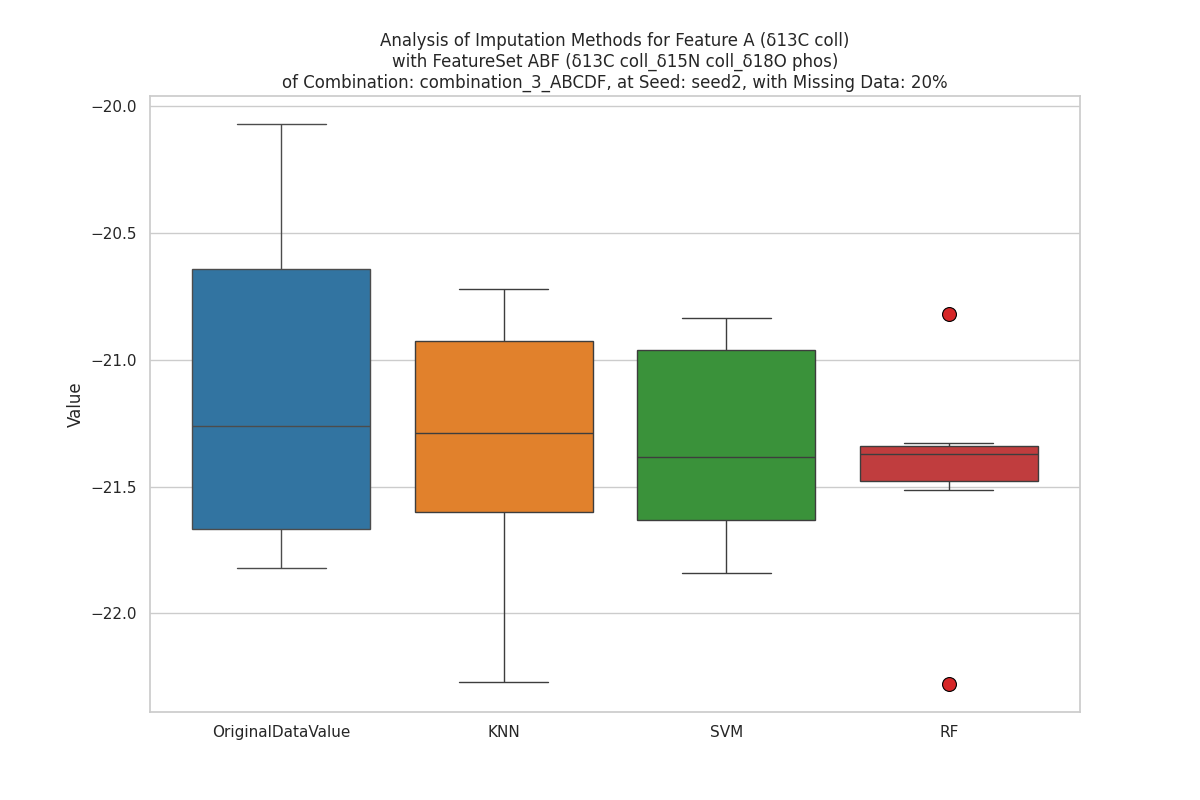 Analysis of Imputation Methods for Feature A (δ13C coll)
with FeatureSet ABF (δ13C coll_δ15N coll_δ18O phos)
of Combination: combination_3_ABCDF, at Seed: seed2, with Missing Data: 20%
−20.0
−20.5
−21.0
−21.5
−22.0
Value
OriginalDataValue
KNN
SVM
RF